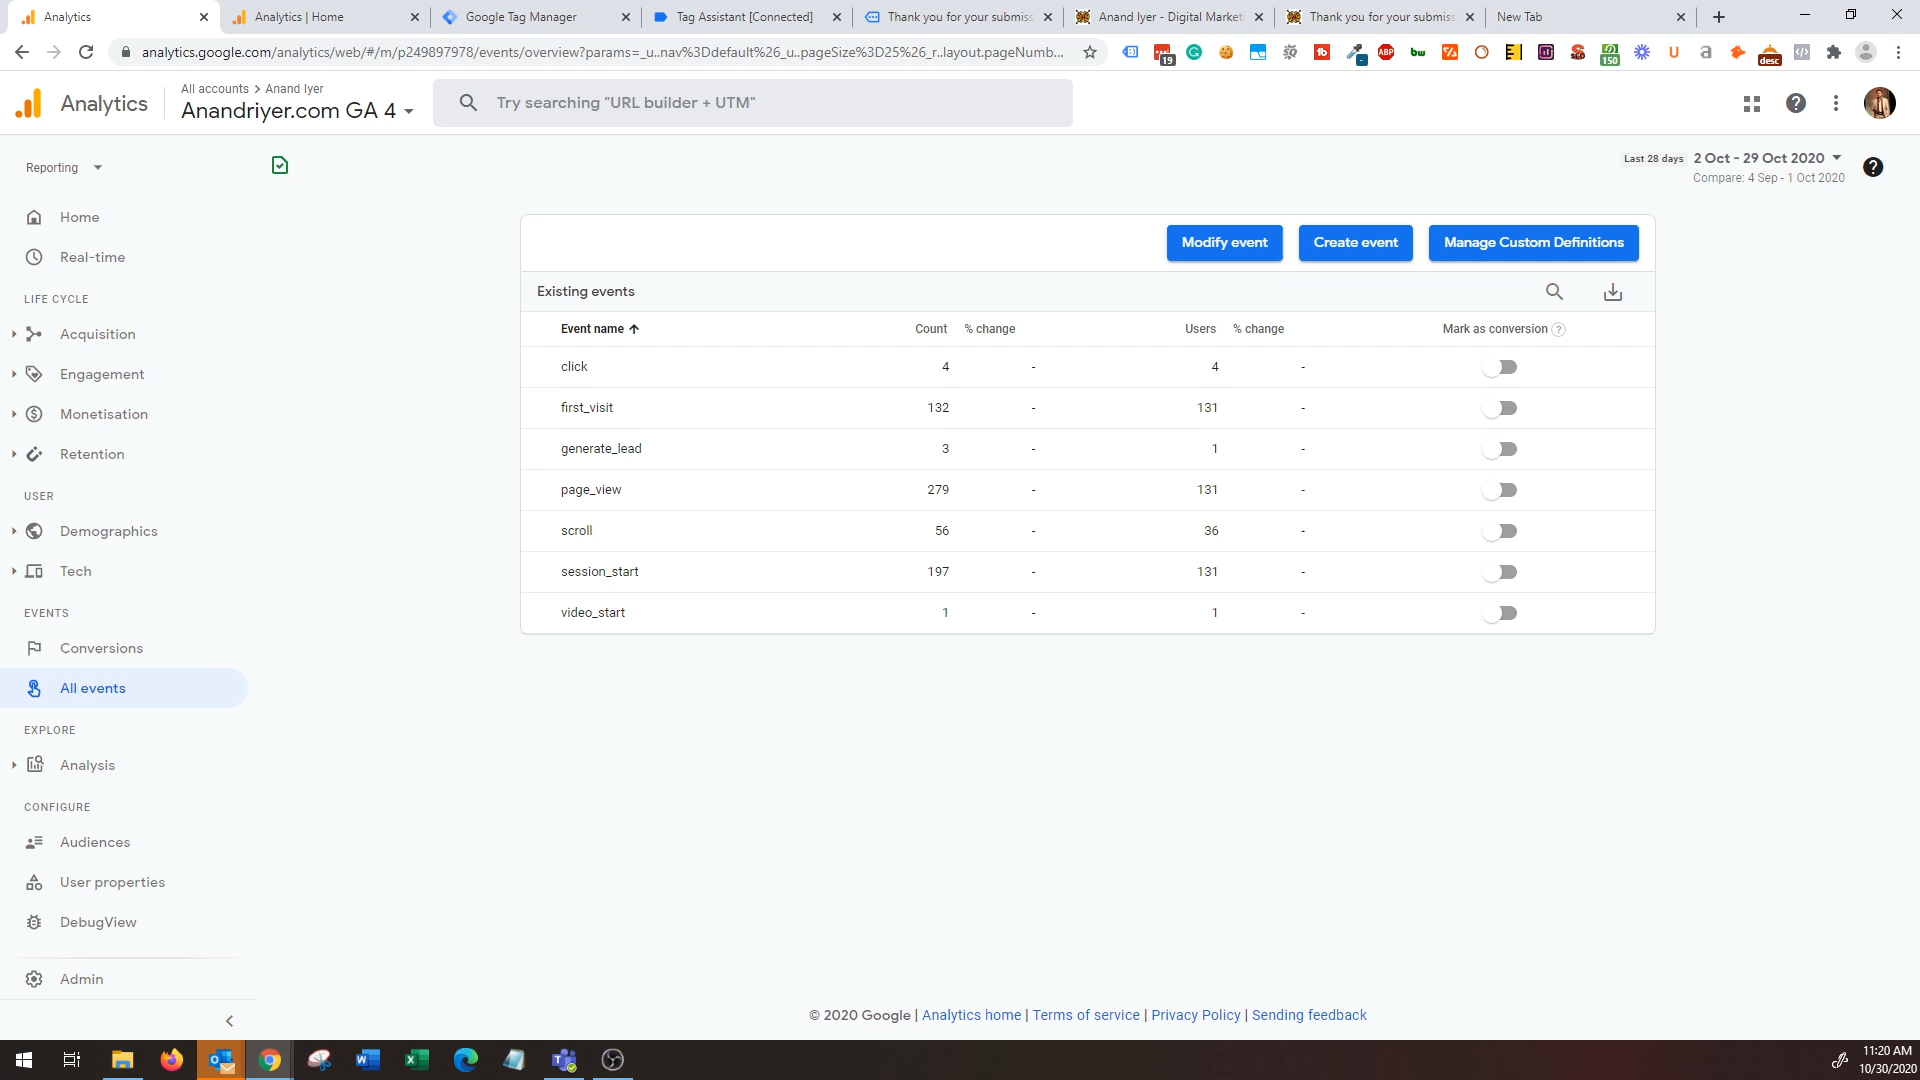 Analytics
Analytics | Home
Google Tag Manager
Tag Assistant [Connected]
Thank you for your submiss
Anand Iyer - Digital Market
Thank you for your submiss
New Tab
analytics.google.com/analytics/web/#/m/p249897978/events/overview?params=_u..nav%3Ddefault%26_u..pageSize%3D25%26_r..layout.pageNumb...
19
ABP
150
desc
Analytics
All accounts > Anand Iyer
Anandriyer.com GA 4
Try searching "URL builder + UTM"
Reporting
Last 28 days 2 Oct - 29 Oct 2020
Compare: 4 Sep - 1 Oct 2020
Home
Real-time
LIFE CYCLE
Acquisition
Engagement
Monetisation
Retention
USER
Demographics
Tech
EVENTS
Conversions
All events
EXPLORE
Analysis
CONFIGURE
Audiences
User properties
DebugView
Admin
Modify event
Create event
Manage Custom Definitions
Existing events
Event name Count % change Users % change Mark as conversion
click 4 - 4 -
first_visit 132 - 131 -
generate_lead 3 - 1 -
page_view 279 - 131 -
scroll 56 - 36 -
session_start 197 - 131 -
video_start 1 - 1 -
© 2020 Google | Analytics home | Terms of service | Privacy Policy | Sending feedback
11:20 AM
10/30/2020